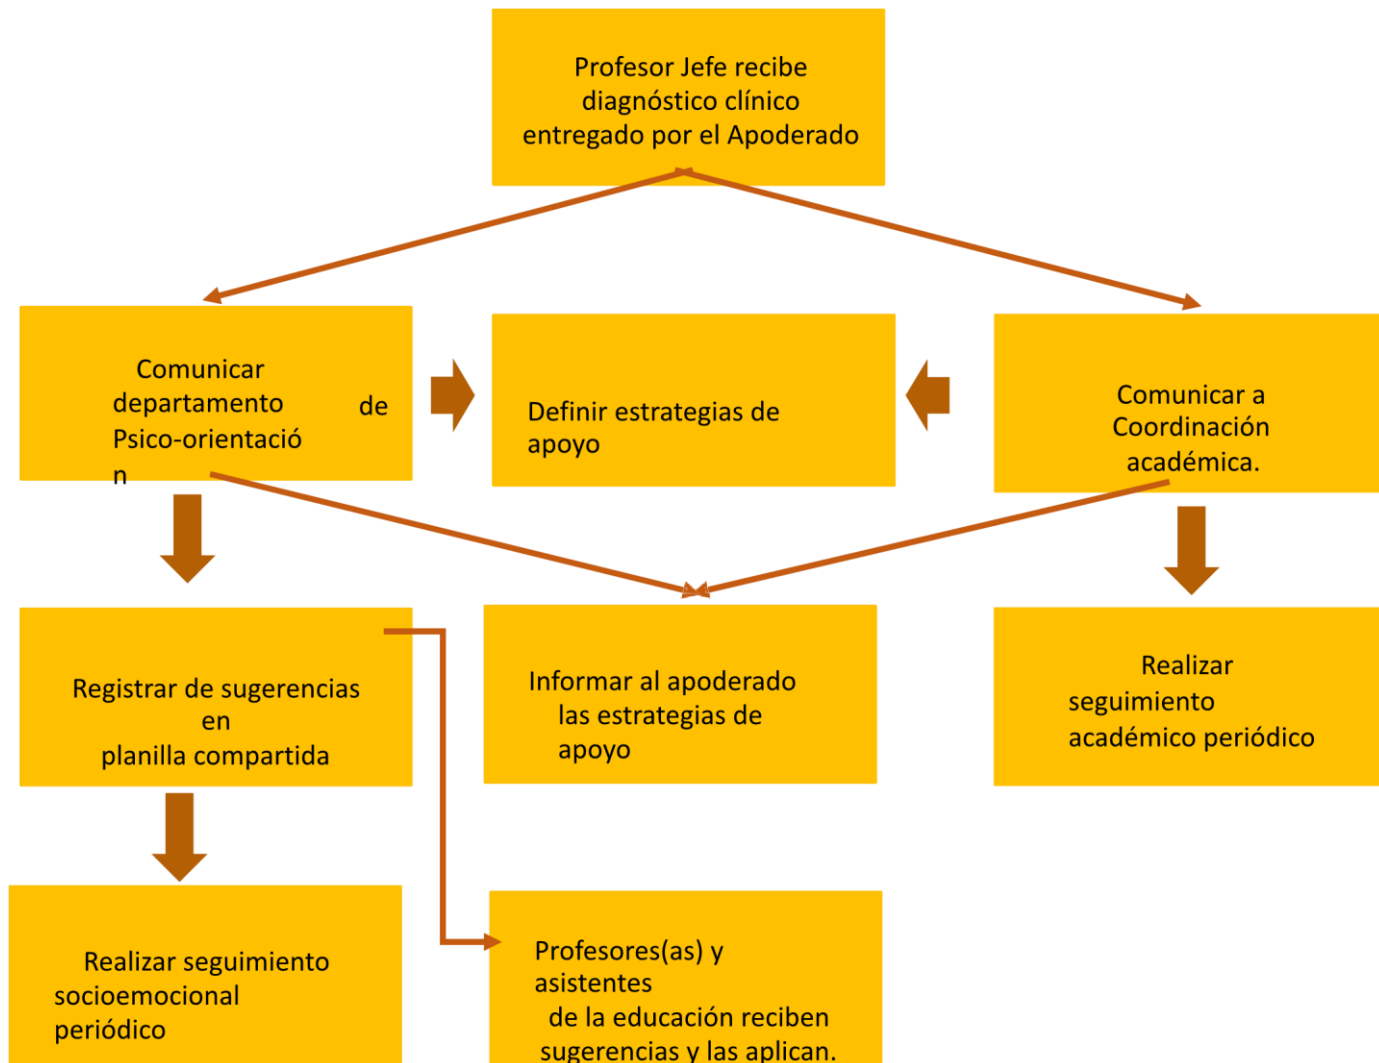 Profesor Jefe recibe
diagnóstico clínico
entregado por el Apoderado
Comunicar
departamento de
Psico-orientació
n
Definir estrategias de
apoyo
Comunicar a
Coordinación
académica.
Registrar de sugerencias
en
planilla compartida
Informar al apoderado
las estrategias de
apoyo
Realizar
seguimiento
académico periódico
Realizar seguimiento
socioemocional
periódico
Profesores(as) y
asistentes
de la educación reciben
sugerencias y las aplican.